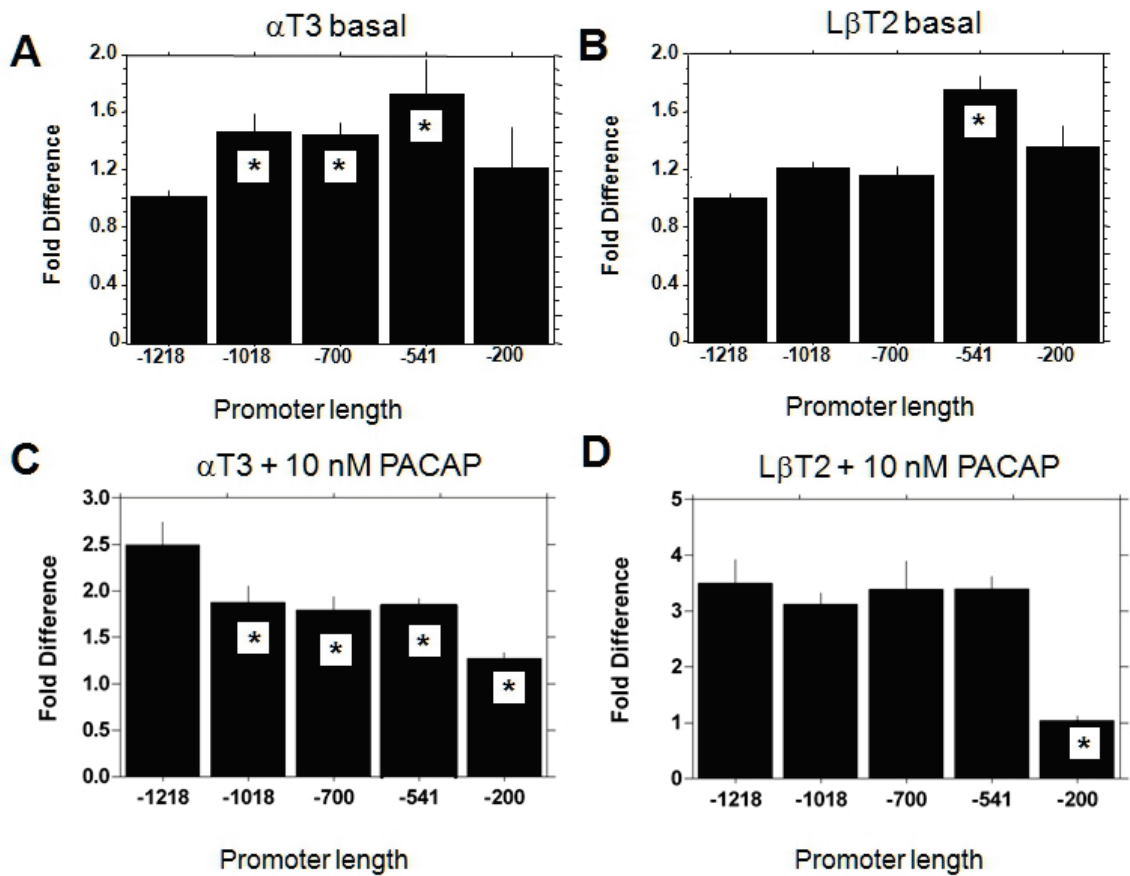 A
αT3 basal
Fold Difference
2.0
1.6
1.2
0.8
0.4
0
*
*
*
-1218 -1018 -700 -541 -200
Promoter length
B
LβT2 basal
Fold Difference
2.0
1.6
1.2
0.8
0.4
0
*
-1218 -1018 -700 -541 -200
Promoter length
C
αT3 + 10 nM PACAP
Fold Difference
3.0
2.5
2.0
1.5
1.0
0.5
0.0
*
*
*
*
-1218 -1018 -700 -541 -200
Promoter length
D
LβT2 + 10 nM PACAP
Fold Difference
5
4
3
2
1
0
*
-1218 -1018 -700 -541 -200
Promoter length